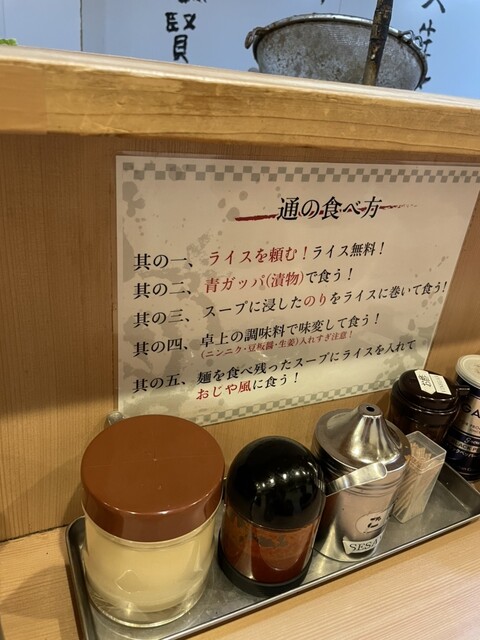 賢
通の食べ方
其の一、ライスを頼む!ライス無料!
其の二、青ガッパ(漬物)で食う!
其の三、スープに浸したのりをライスに巻いて食う!
其の四、卓上の調味料で味変して食う!
(ニンニク・豆板醤・生姜)入れすぎ注意!
其の五、麺を食べ残ったスープにライスを入れて
おじや風に食う!